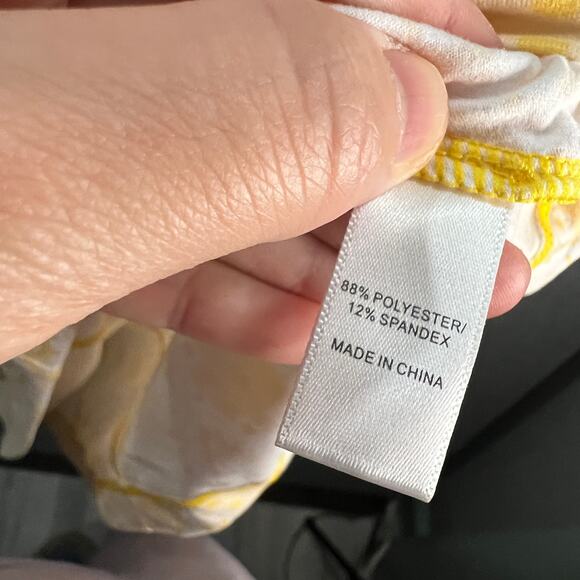 88% POLYESTER/
12% SPANDEX
MADE IN CHINA